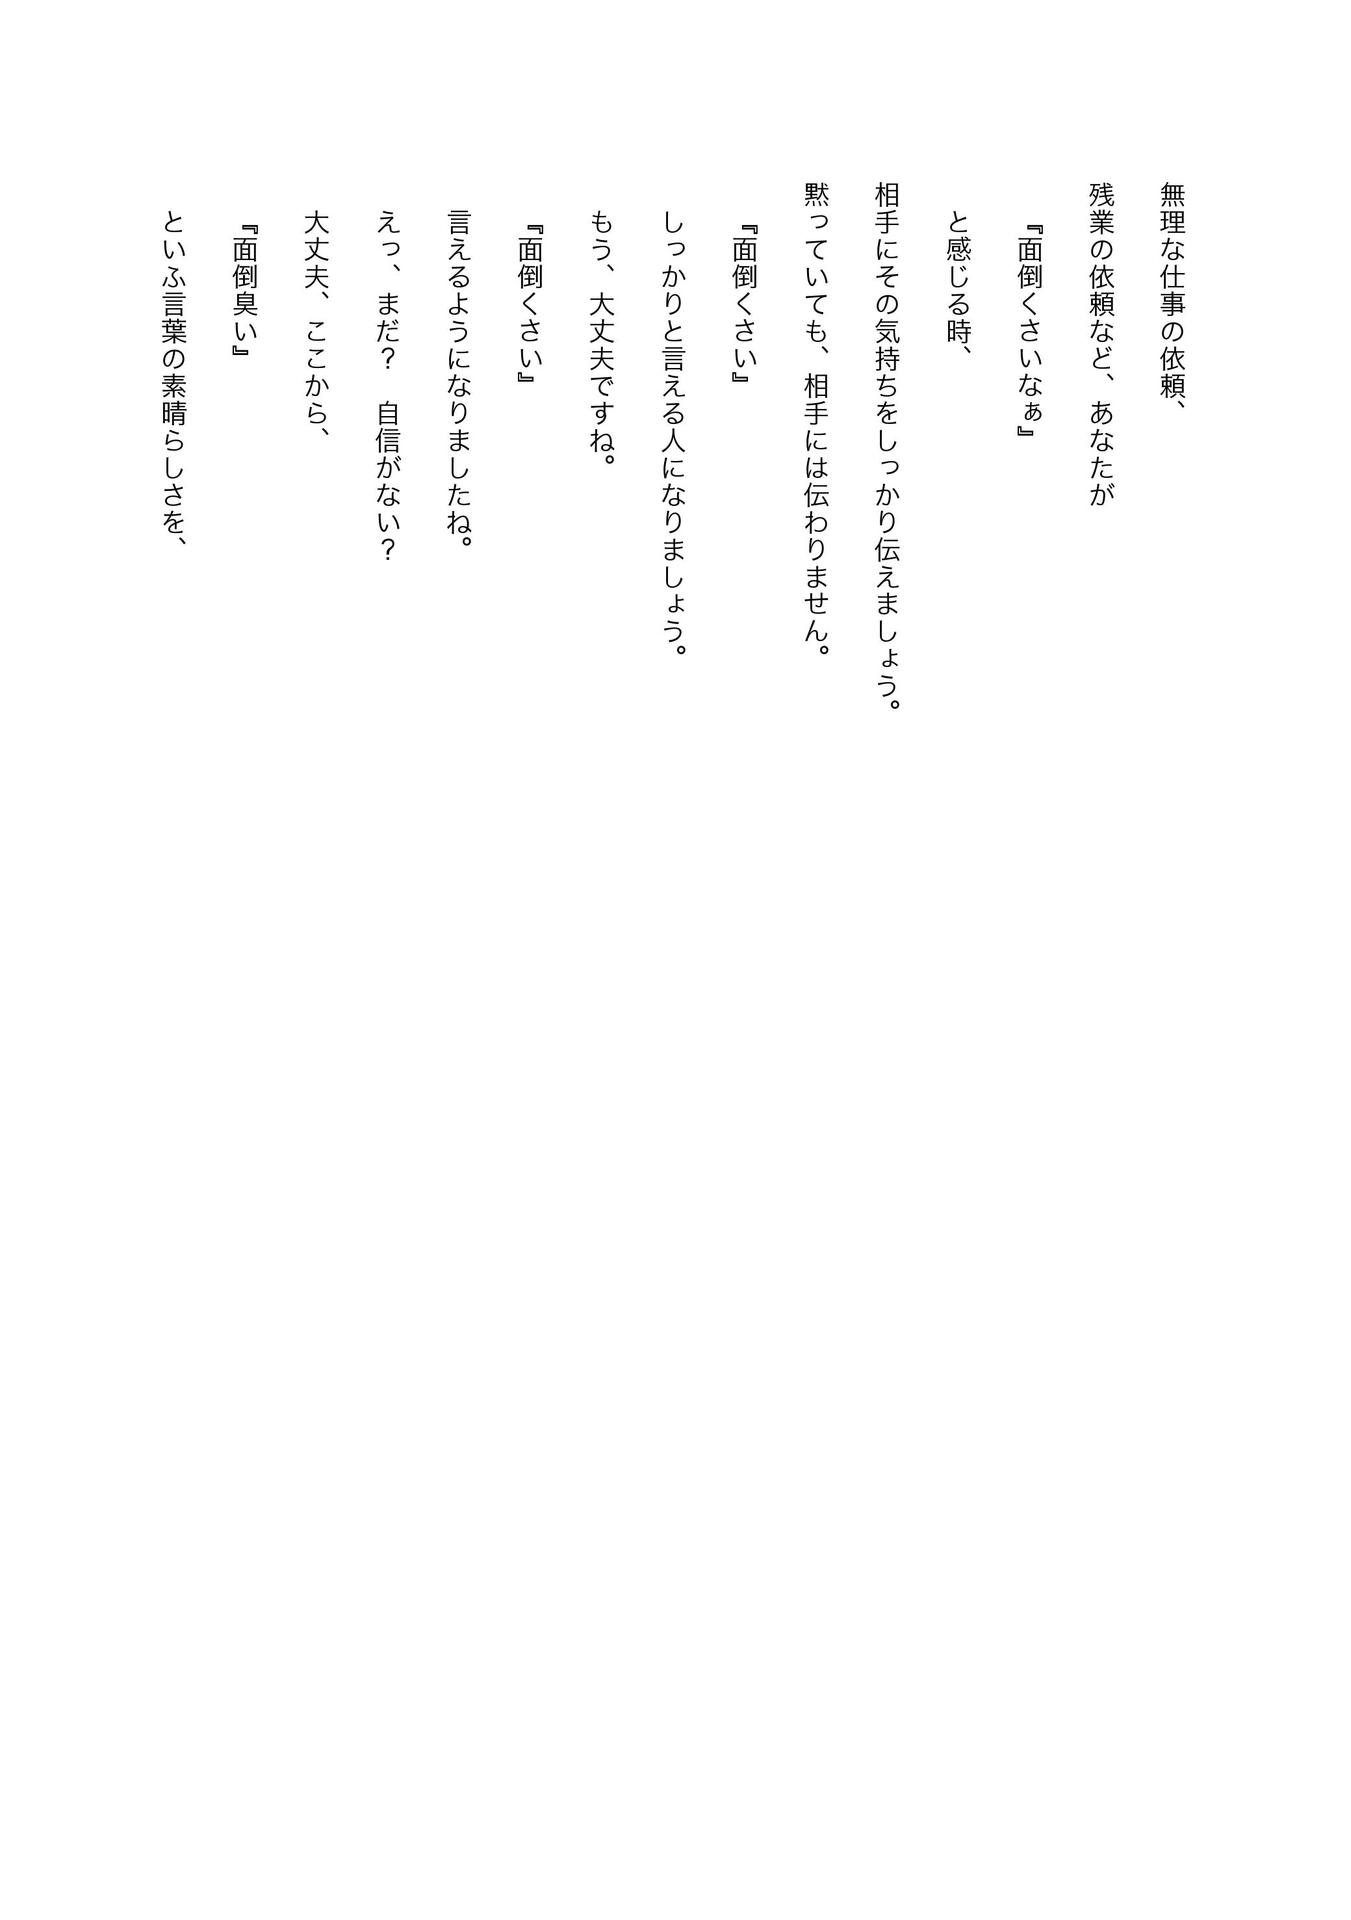 無理な仕事の依頼、
残業の依頼など、あなたが
『面倒くさいなぁ』
と感じる時、
相手にその気持ちをしっかり伝えましょう。
黙っていても、相手には伝わりません。
『面倒くさい』
しっかりと言える人になりましょう。
もう、大丈夫ですね。
『面倒くさい』
言えるようになりましたね。
えっ、まだ？　自信がない？
大丈夫、ここから、
『面倒臭い』
といふ言葉の素晴らしさを、